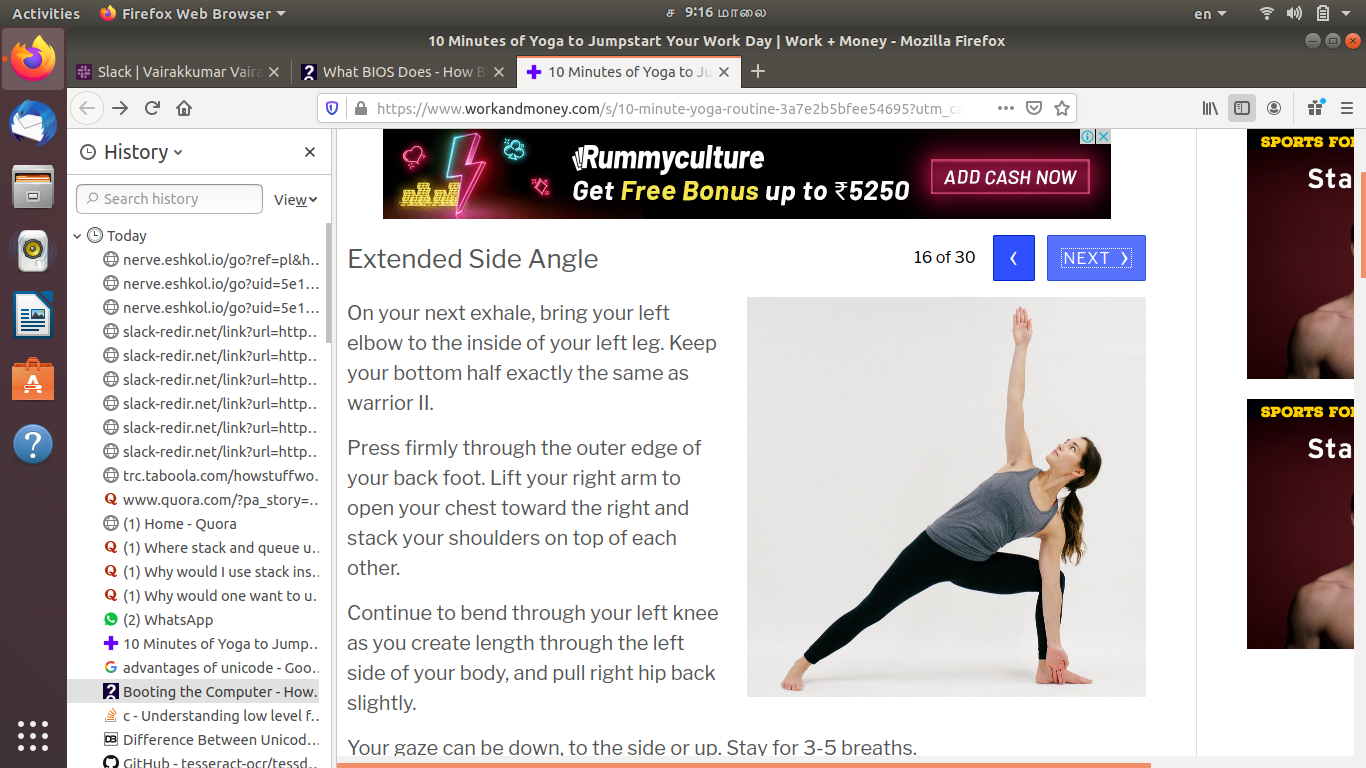 Activities
Firefox Web Browser
ச 9:16 மாலை
en
10 Minutes of Yoga to Jumpstart Your Work Day | Work + Money - Mozilla Firefox
Slack | Vairakkumar Vaira
What BIOS Does - How B
10 Minutes of Yoga to Ju
https://www.workandmoney.com/s/10-minute-yoga-routine-3a7e2b5bfee54695?utm_ca
History
Search history
View
Today
nerve.eshkol.io/go?ref=pl&h…
nerve.eshkol.io/go?uid=5e1…
nerve.eshkol.io/go?uid=5e1…
slack-redir.net/link?url=http…
slack-redir.net/link?url=http…
slack-redir.net/link?url=http…
slack-redir.net/link?url=http…
slack-redir.net/link?url=http…
slack-redir.net/link?url=http…
trc.taboola.com/howstuffwo…
www.quora.com/?pa_story=…
(1) Home - Quora
(1) Where stack and queue u…
(1) Why would I use stack ins…
(1) Why would one want to u…
(2) WhatsApp
10 Minutes of Yoga to Jump…
advantages of unicode - Goo…
Booting the Computer - How…
c - Understanding low level f…
Difference Between Unicod…
GitHub - tesseract-ocr/tessd…
Rummyculture
Get Free Bonus up to ₹5250
ADD CASH NOW
Extended Side Angle
16 of 30
NEXT
On your next exhale, bring your left
elbow to the inside of your left leg. Keep
your bottom half exactly the same as
warrior II.
Press firmly through the outer edge of
your back foot. Lift your right arm to
open your chest toward the right and
stack your shoulders on top of each
other.
Continue to bend through your left knee
as you create length through the left
side of your body, and pull right hip back
slightly.
Your gaze can be down, to the side or up. Stay for 3-5 breaths.
SPORTS FO
Sta
SPORTS FO
Sta